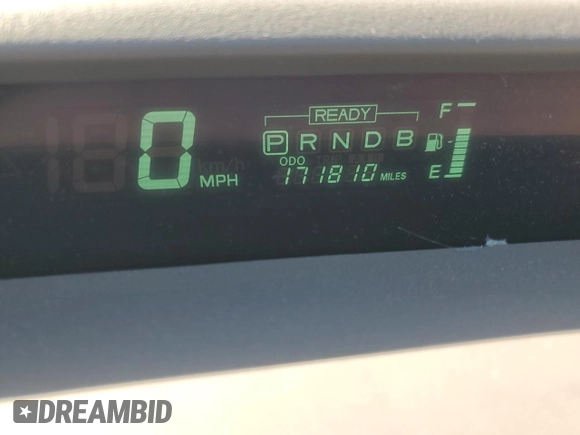 READY
F
P R N D B
0 MPH
ODO
E
171810 MILES
DREAMBID